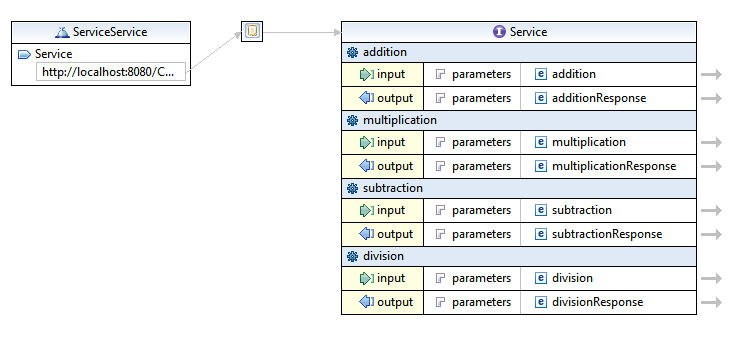 ServiceService
Service
http://localhost:8080/C...
Service
addition
input parameters addition
output parameters additionResponse
multiplication
input parameters multiplication
output parameters multiplicationResponse
subtraction
input parameters subtraction
output parameters subtractionResponse
division
input parameters division
output parameters divisionResponse